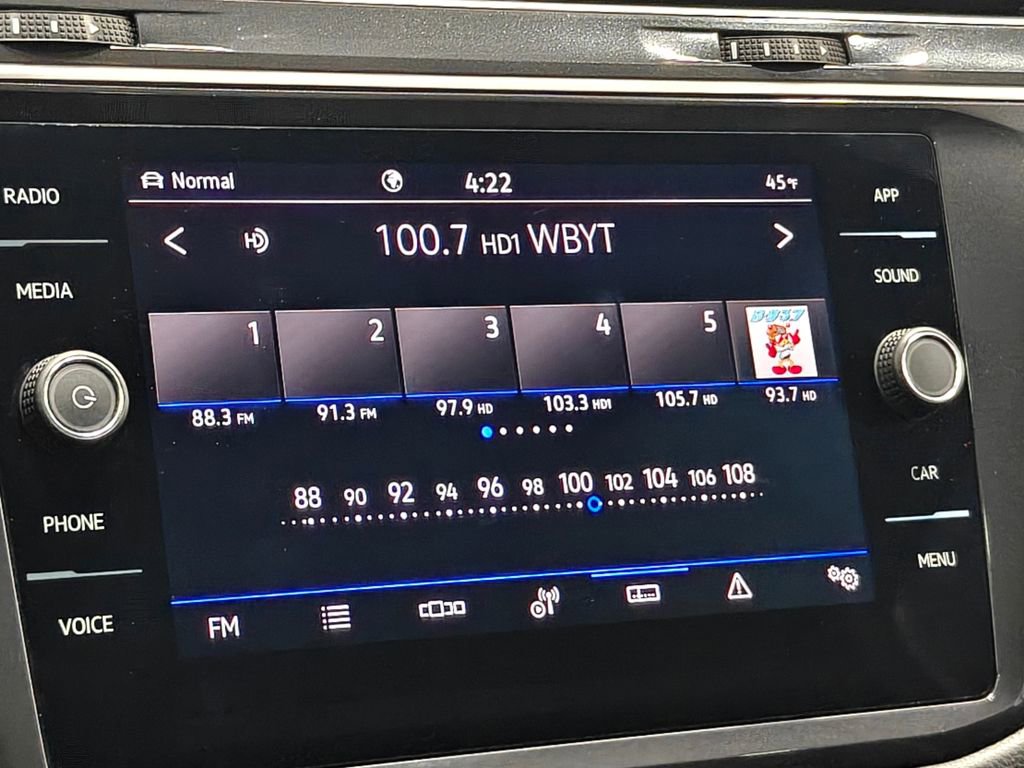 RADIO
MEDIA
PHONE
VOICE
Normal 4:22 45°F
HD 100.7 HD1 WBYT
1 2 3 4 5
88.3 FM 91.3 FM 97.9 HD 103.3 HD1 105.7 HD 93.7 HD
88 90 92 94 96 98 100 102 104 106 108
FM
APP
SOUND
CAR
MENU